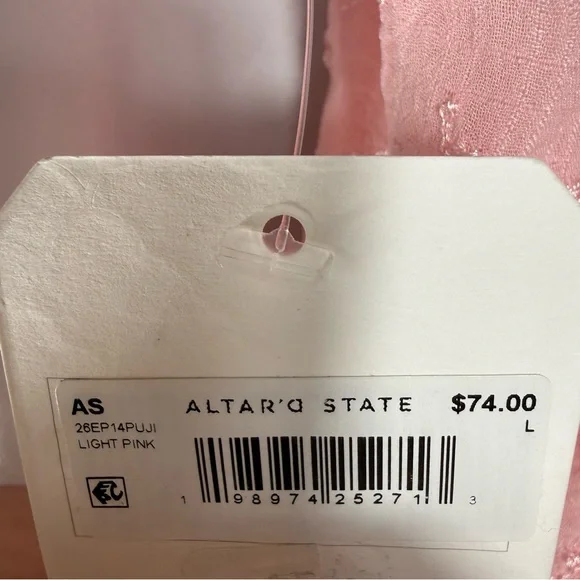 AS ALTAR'D STATE $74.00
26EP14PUJI L
LIGHT PINK
1 98974 25271 3